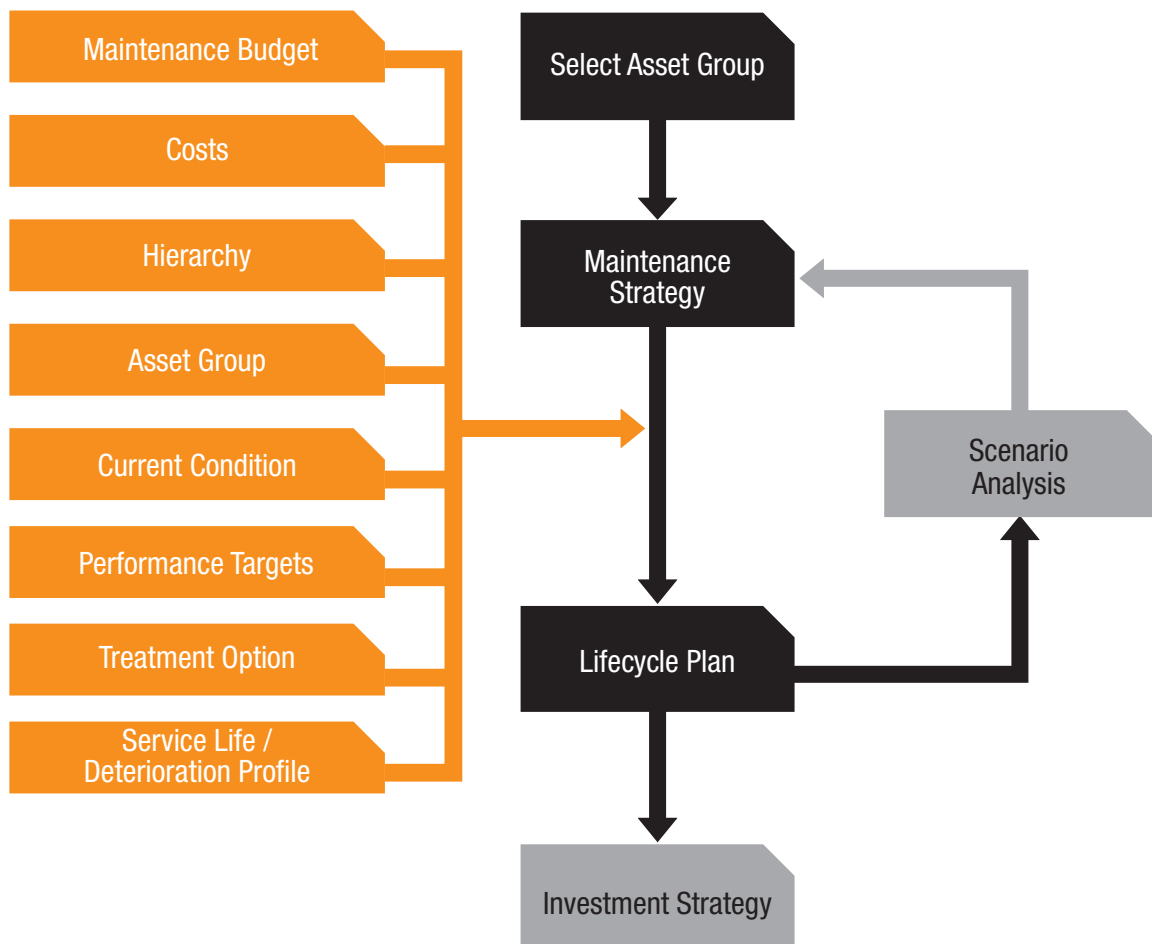 Maintenance Budget
Costs
Hierarchy
Asset Group
Current Condition
Performance Targets
Treatment Option
Service Life /
Deterioration Profile
Select Asset Group
Maintenance
Strategy
Lifecycle Plan
Investment Strategy
Scenario
Analysis